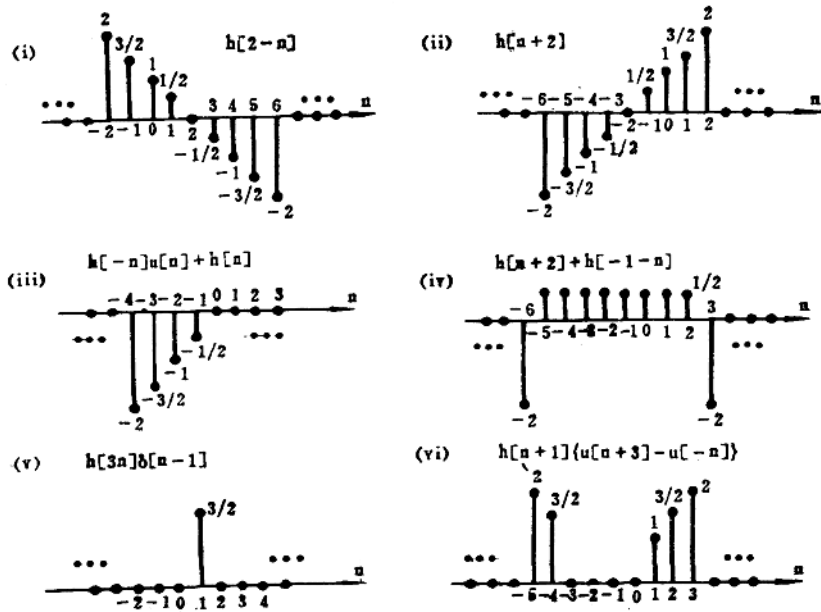 (i) h[2-n]
2
3/2
1
1/2
3 4 5 6
n
-2 -1 0 1 2
-1/2
-1
-3/2
-2
(ii) h[n+2]
2
3/2
1
1/2
-6 -5 -4 -3
n
-2 -1 0 1 2
-1/2
-1
-3/2
-2
(iii) h[-n]u[n]+h[n]
-4 -3 -2 -1 0 1 2 3
n
-1/2
-1
-3/2
-2
(iv) h[n+2]+h[-1-n]
1/2
-6
3
n
-5 -4 -3 -2 -1 0 1 2
-2
-2
(v) h[3n]δ[n-1]
3/2
n
-2 -1 0 1 2 3 4
(vi) h[n+1]{u[n+3]-u[-n]}
2
3/2
1
3/2
2
n
-5 -4 -3 -2 -1 0 1 2 3